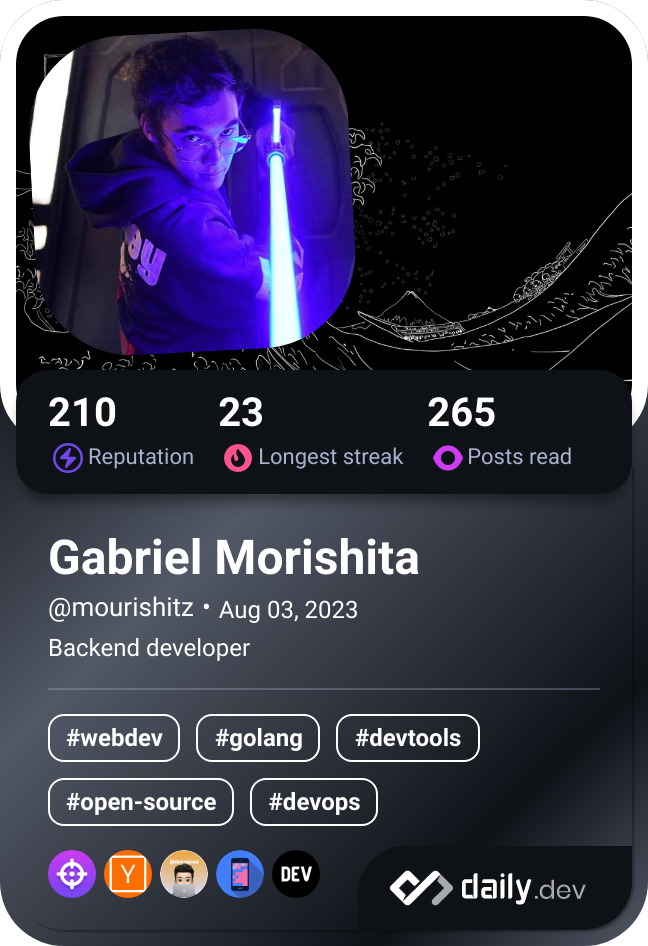 210 23 265
Reputation Longest streak Posts read
Gabriel Morishita
@mourishitz • Aug 03, 2023
Backend developer
#webdev #golang #devtools
#open-source #devops
Y DEV
daily.dev